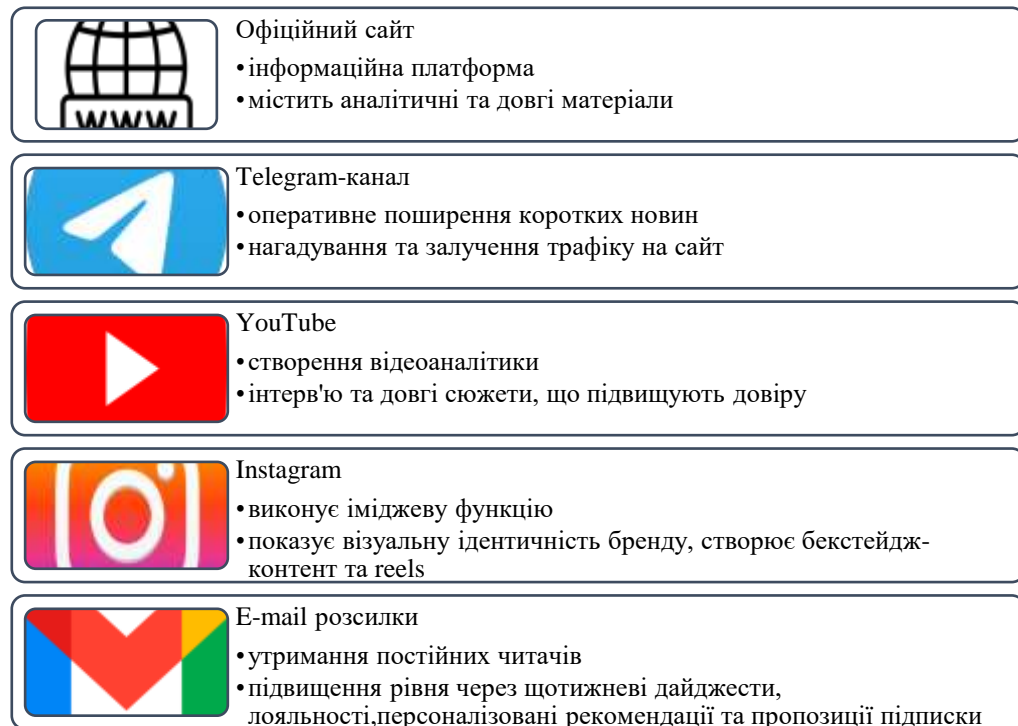 Офіційний сайт
•інформаційна платформа
•містить аналітичні та довгі матеріали
WWW
Telegram-канал
•оперативне поширення коротких новин
•нагадування та залучення трафіку на сайт
YouTube
•створення відеоаналітики
•інтерв'ю та довгі сюжети, що підвищують довіру
Instagram
•виконує іміджеву функцію
•показує візуальну ідентичність бренду, створює бекстейдж-
контент та reels
E-mail розсилки
•утримання постійних читачів
•підвищення рівня через щотижневі дайджести,
лояльності,персоналізовані рекомендації та пропозиції підписки